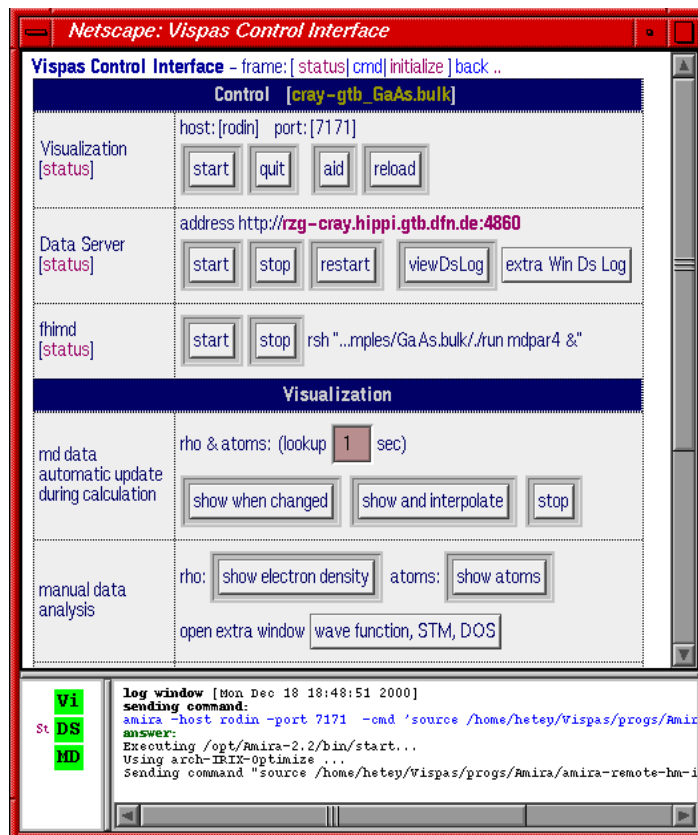 Netscape: Vispas Control Interface
Vispas Control Interface - frame: [ status| cmd| initialize ] back ..
Control [cray-gtb_GaAs.bulk]
Visualization
[status]
host: [rodin] port: [7171]
start quit aid reload
Data Server
[status]
address http://rzg-cray.hippi.gtb.dfn.de:4860
start stop restart viewDsLog extra Win Ds Log
fhimd
[status]
start stop rsh "...mples/GaAs.bulk/./run mdpar4 &"
Visualization
md data
automatic update
during calculation
rho & atoms: (lookup 1 sec)
show when changed show and interpolate stop
manual data
analysis
rho: show electron density atoms: show atoms
open extra window wave function, STM, DOS
Vi
St DS
MD
log window [Mon Dec 18 18:48:51 2000]
sending command:
amira -host rodin -port 7171 -cmd 'source /home/hetey/Vispas/progs/Amir
answer:
Executing /opt/Amira-2.2/bin/start...
Using arch-IRIX-Optimize ...
Sending command "source /home/hetey/Vispas/progs/Amira/amira-remote-hm-i